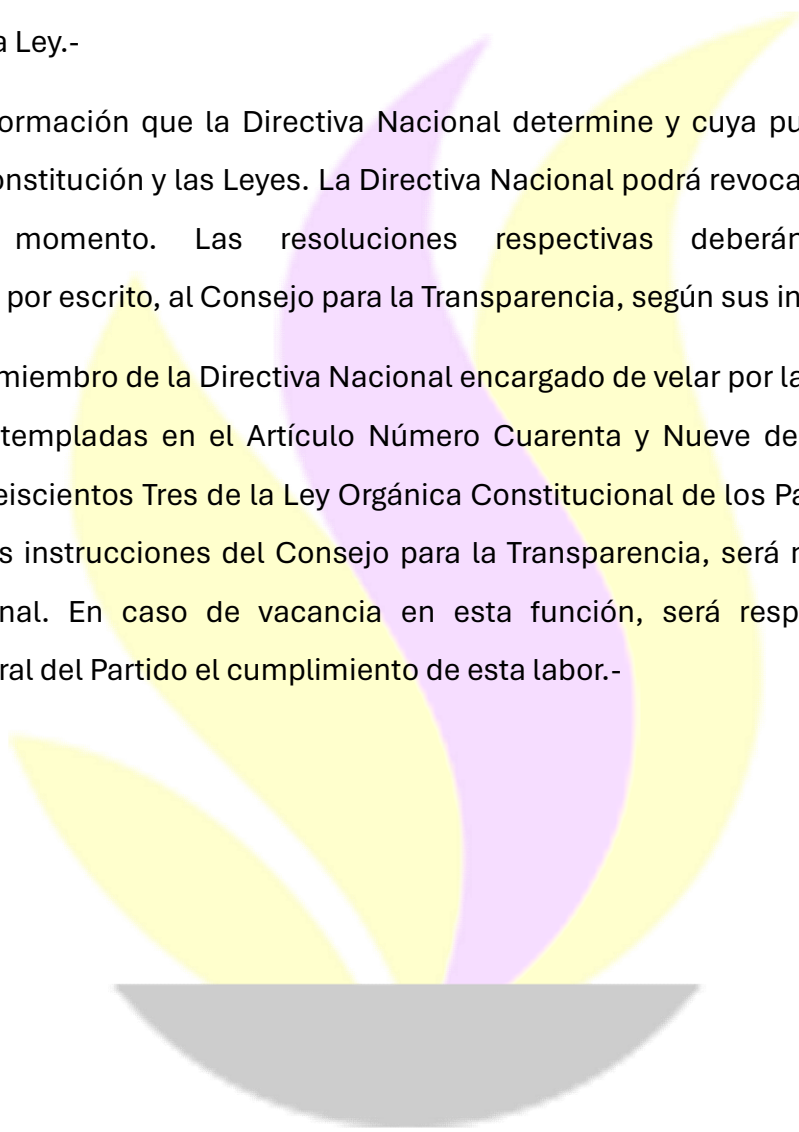 a Ley.-
ormación que la Directiva Nacional determine y cuya pu
onstitución y las Leyes. La Directiva Nacional podrá revoca
momento. Las resoluciones respectivas deberán
por escrito, al Consejo para la Transparencia, según sus in
miembro de la Directiva Nacional encargado de velar por la
templadas en el Artículo Número Cuarenta y Nueve de
eiscientos Tres de la Ley Orgánica Constitucional de los Pa
s instrucciones del Consejo para la Transparencia, será
nal. En caso de vacancia en esta función, será resp
ral del Partido el cumplimiento de esta labor.-